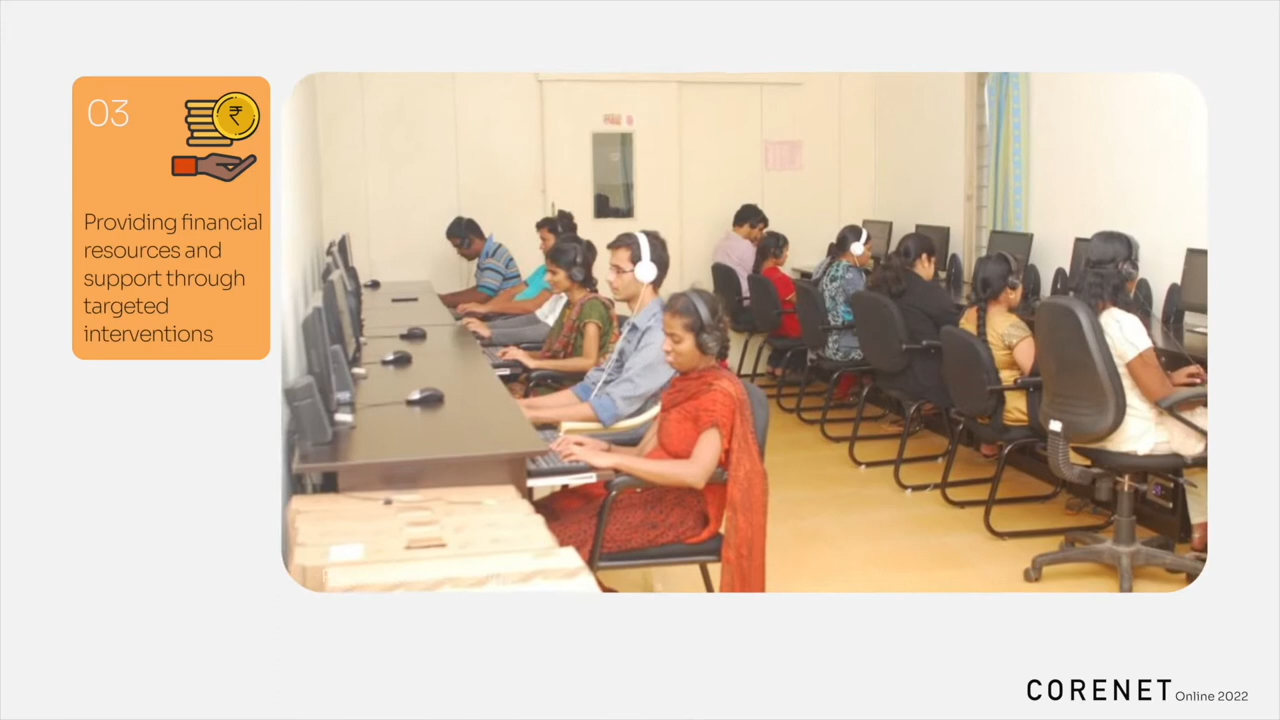 03
₹
Providing financial
resources and
support through
targeted
interventions
CORENET Online 2022